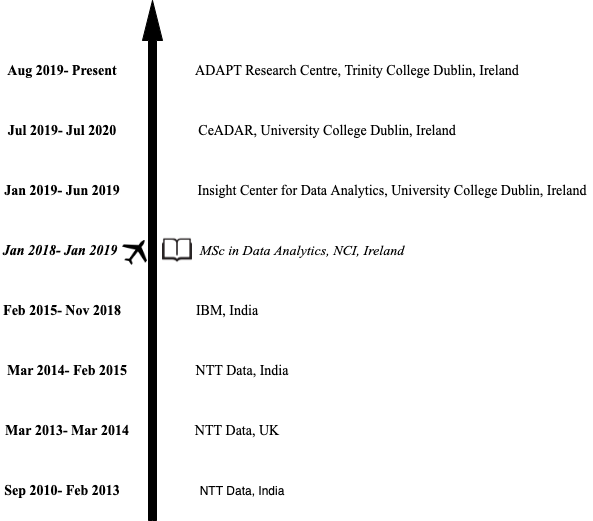 Aug 2019- Present ADAPT Research Centre, Trinity College Dublin, Ireland
Jul 2019- Jul 2020 CeADAR, University College Dublin, Ireland
Jan 2019- Jun 2019 Insight Center for Data Analytics, University College Dublin, Ireland
Jan 2018- Jan 2019 MSc in Data Analytics, NCI, Ireland
Feb 2015- Nov 2018 IBM, India
Mar 2014- Feb 2015 NTT Data, India
Mar 2013- Mar 2014 NTT Data, UK
Sep 2010- Feb 2013 NTT Data, India